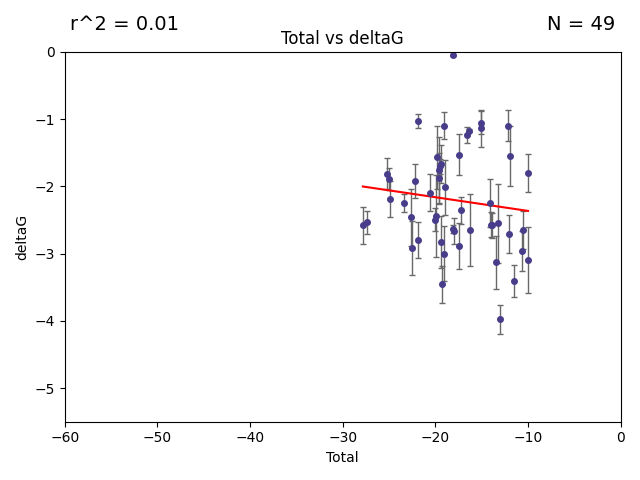 r^2 = 0.01
N = 49
Total vs deltaG
0
−1
−2
−3
−4
−5
deltaG
−60 −50 −40 −30 −20 −10 0
Total